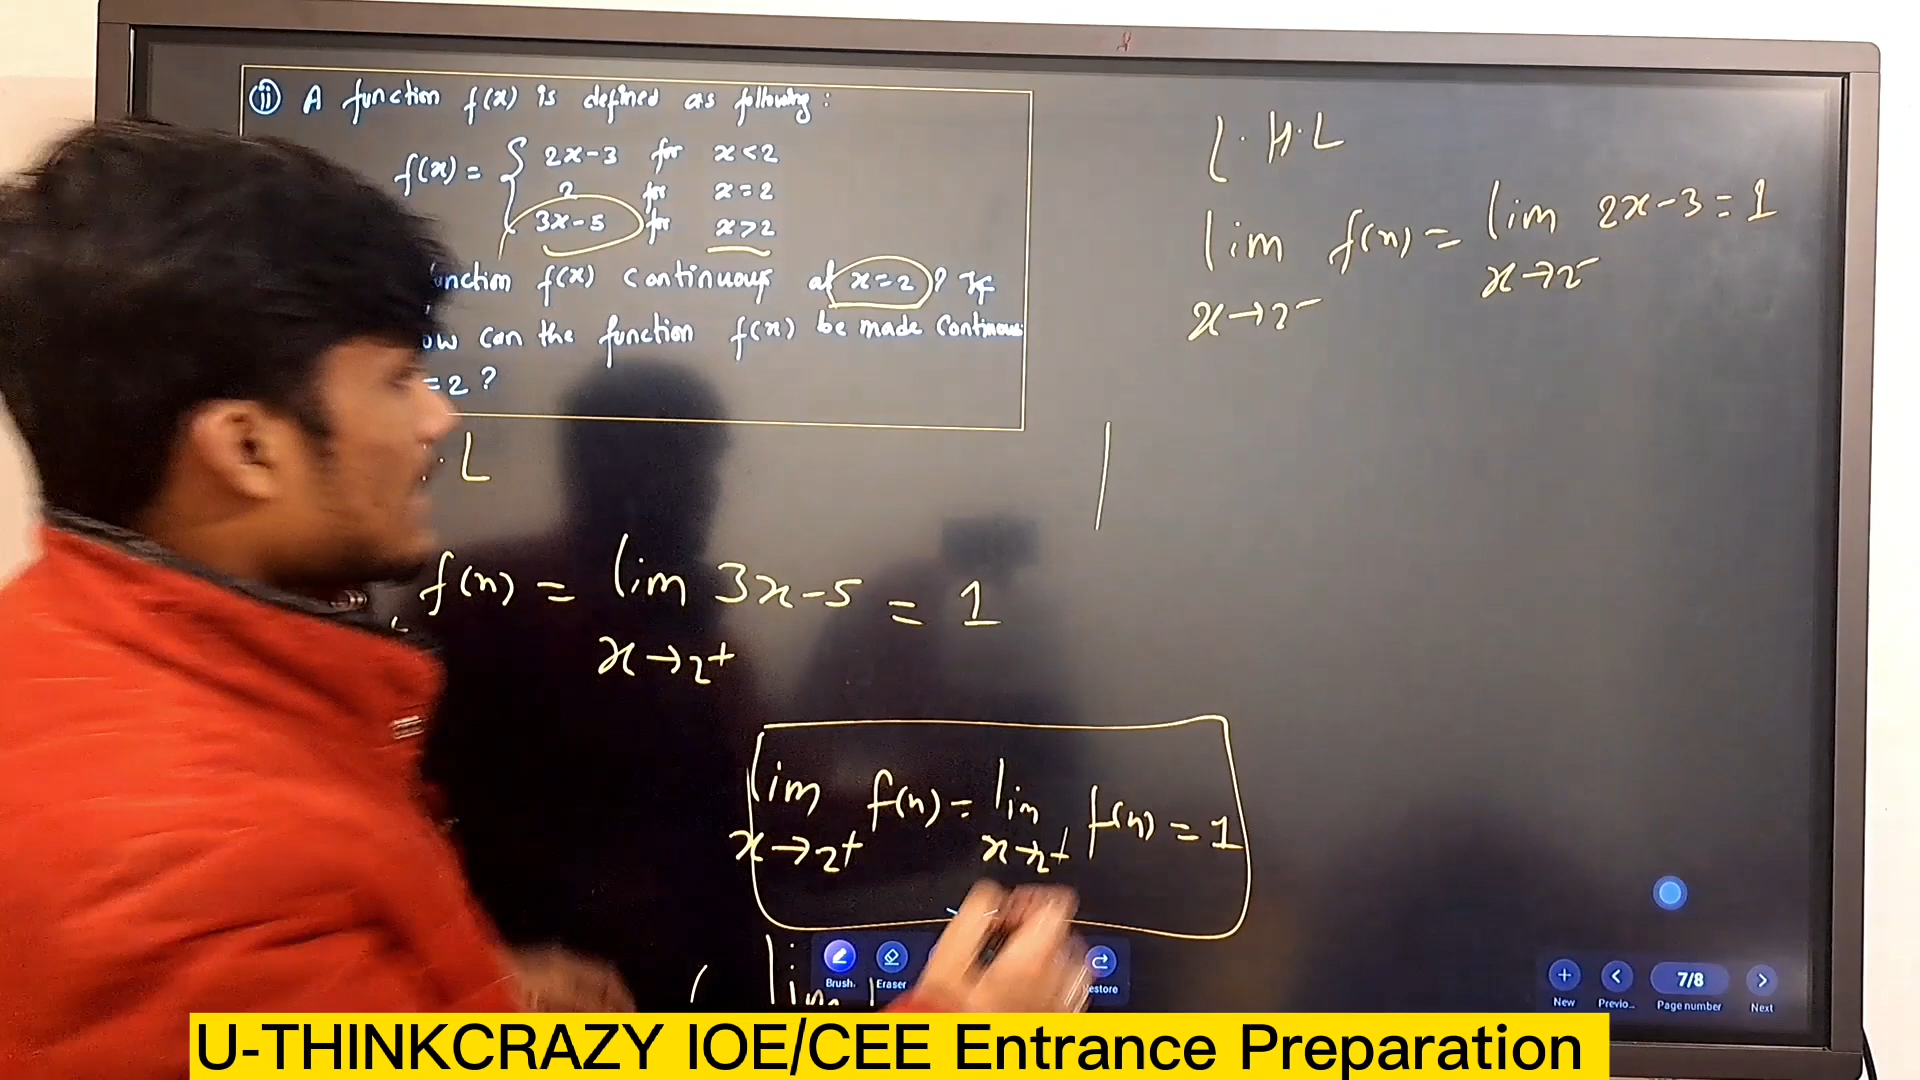 (ii) A function f(x) is defined as following:
f(x) = { 2x-3 for x<2
2 for x=2
3x-5 for x>2
unction f(x) continuous at x=2? If
ow can the function f(x) be made continuous
=2?
L.H.L
lim f(x) = lim 2x-3 = 1
x→2⁻ x→2⁻
. L
f(x) = lim 3x-5 = 1
x→2⁺
lim f(x) = lim f(x) = 1
x→2⁺ x→2⁺
lim
Brush. Eraser estore
New Previo... 7/8 Page number Next
U-THINKCRAZY IOE/CEE Entrance Preparation